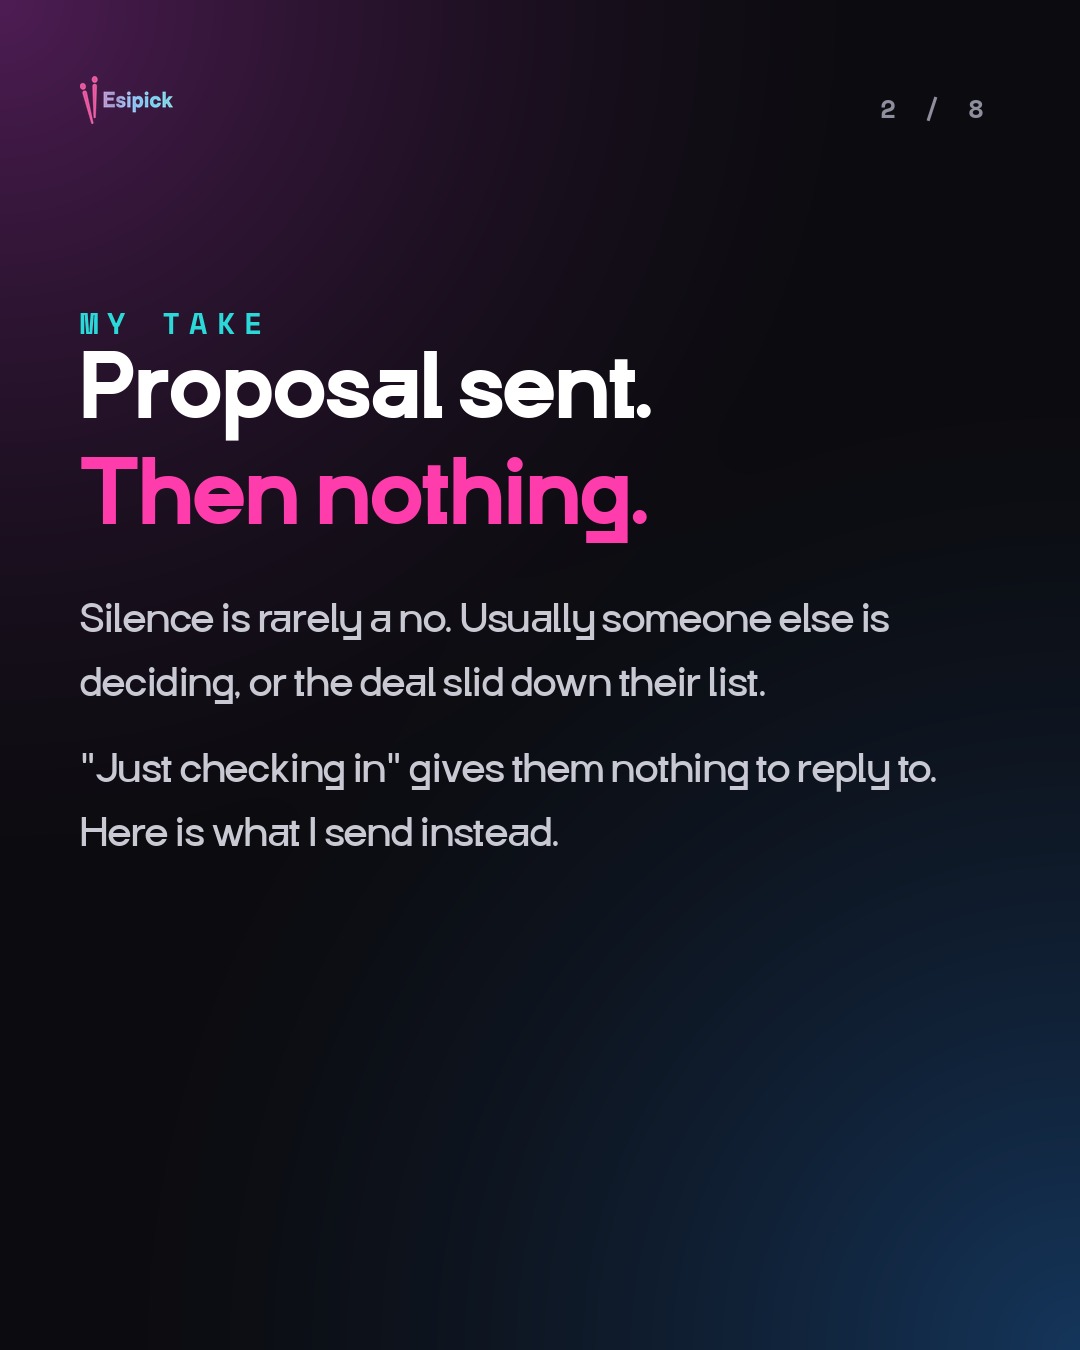 Esipick
2 / 8
MY TAKE
Proposal sent.
Then nothing.
Silence is rarely a no. Usually someone else is
deciding, or the deal slid down their list.
"Just checking in" gives them nothing to reply to.
Here is what I send instead.